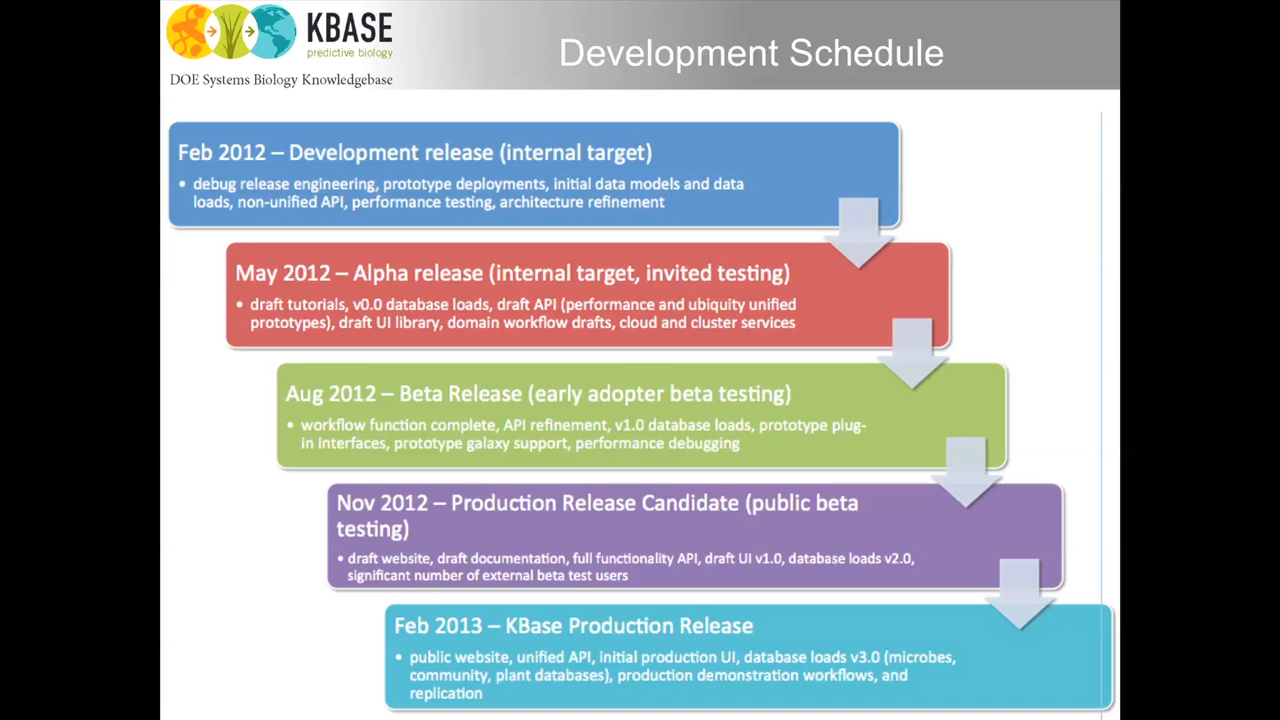 KBASE
predictive biology
DOE Systems Biology Knowledgebase
Development Schedule
Feb 2012 – Development release (internal target)
• debug release engineering, prototype deployments, initial data models and data
loads, non-unified API, performance testing, architecture refinement
May 2012 – Alpha release (internal target, invited testing)
• draft tutorials, v0.0 database loads, draft API (performance and ubiquity unified
prototypes), draft UI library, domain workflow drafts, cloud and cluster services
Aug 2012 – Beta Release (early adopter beta testing)
• workflow function complete, API refinement, v1.0 database loads, prototype plug-
in interfaces, prototype galaxy support, performance debugging
Nov 2012 – Production Release Candidate (public beta
testing)
• draft website, draft documentation, full functionality API, draft UI v1.0, database loads v2.0,
significant number of external beta test users
Feb 2013 – KBase Production Release
• public website, unified API, initial production UI, database loads v3.0 (microbes,
community, plant databases), production demonstration workflows, and
replication